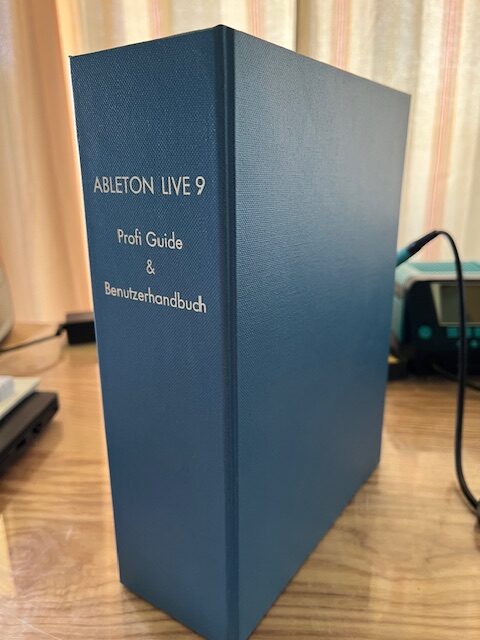 ABLETON LIVE 9
Profi Guide
&
Benutzerhandbuch